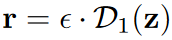 𝐫 = ϵ · 𝒟₁(𝐳)